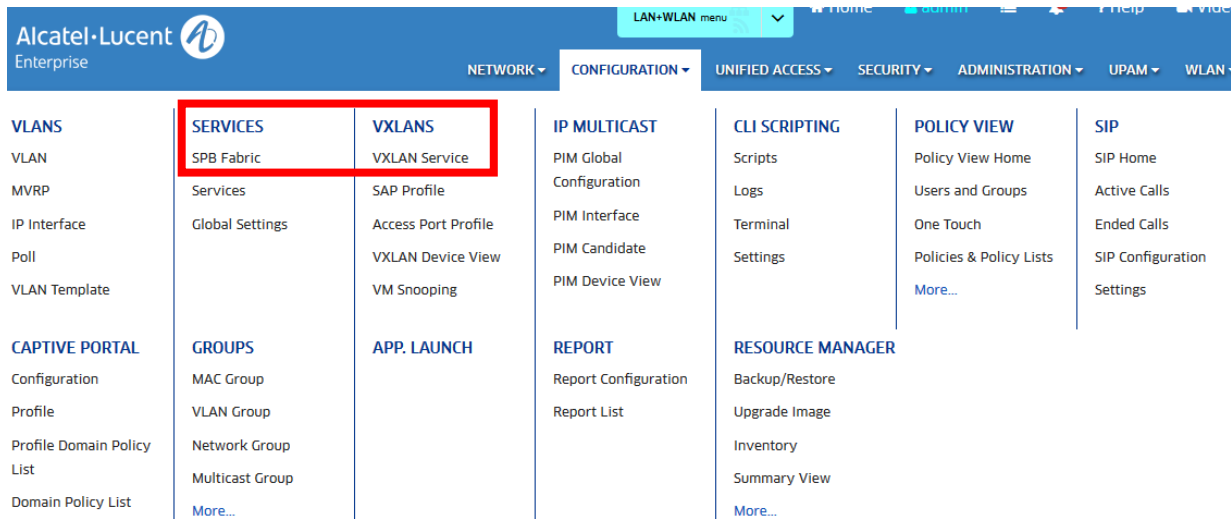 LAN+WLAN menu
Home admin Help
Alcatel·Lucent
Enterprise
NETWORK CONFIGURATION UNIFIED ACCESS SECURITY ADMINISTRATION UPAM WLAN
VLANS
VLAN
MVRP
IP Interface
Poll
VLAN Template
SERVICES
SPB Fabric
Services
Global Settings
VXLANS
VXLAN Service
SAP Profile
Access Port Profile
VXLAN Device View
VM Snooping
IP MULTICAST
PIM Global
Configuration
PIM Interface
PIM Candidate
PIM Device View
CLI SCRIPTING
Scripts
Logs
Terminal
Settings
POLICY VIEW
Policy View Home
Users and Groups
One Touch
Policies & Policy Lists
More...
SIP
SIP Home
Active Calls
Ended Calls
SIP Configuration
Settings
CAPTIVE PORTAL
Configuration
Profile
Profile Domain Policy
List
Domain Policy List
GROUPS
MAC Group
VLAN Group
Network Group
Multicast Group
More...
APP. LAUNCH
REPORT
Report Configuration
Report List
RESOURCE MANAGER
Backup/Restore
Upgrade Image
Inventory
Summary View
More...